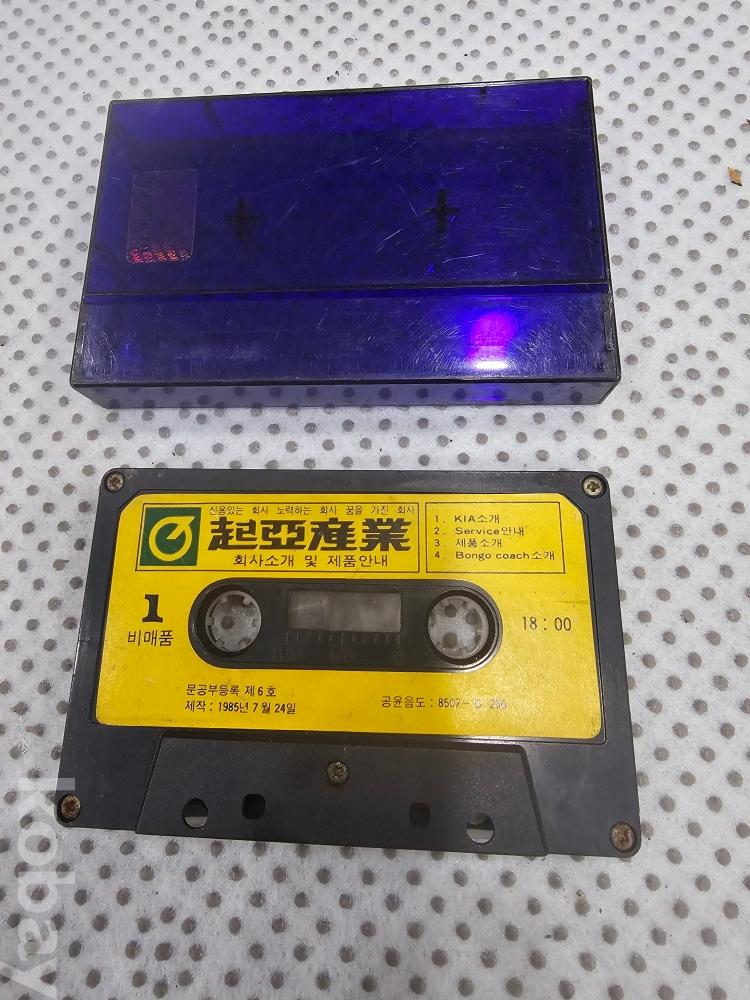 신용있는 회사 노력하는 회사 꿈을 가진 회사
起亞產業
회사소개 및 제품안내
1. KIA소개
2. Service안내
3. 제품소개
4. Bongo coach소개
1
비매품
18:00
문공부등록 제6호
제작: 1985년 7월 24일
공윤음도: 8507-
kobay